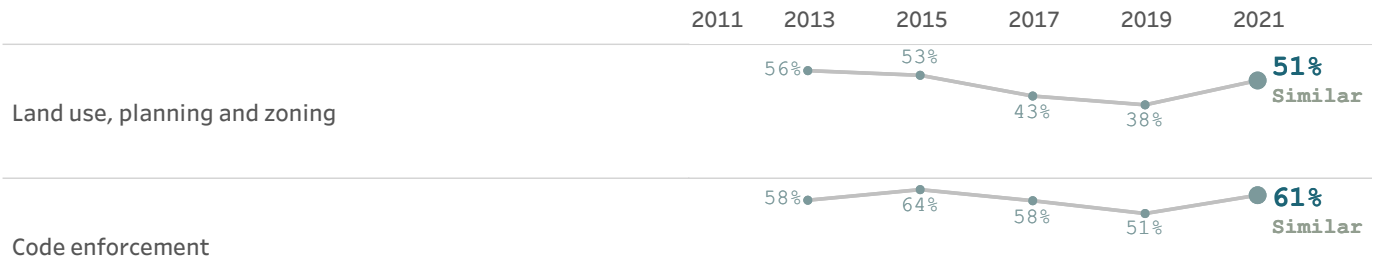 2011 2013 2015 2017 2019 2021
56% 53% 43% 38% 51%
Similar
Land use, planning and zoning
58% 64% 58% 51% 61%
Similar
Code enforcement